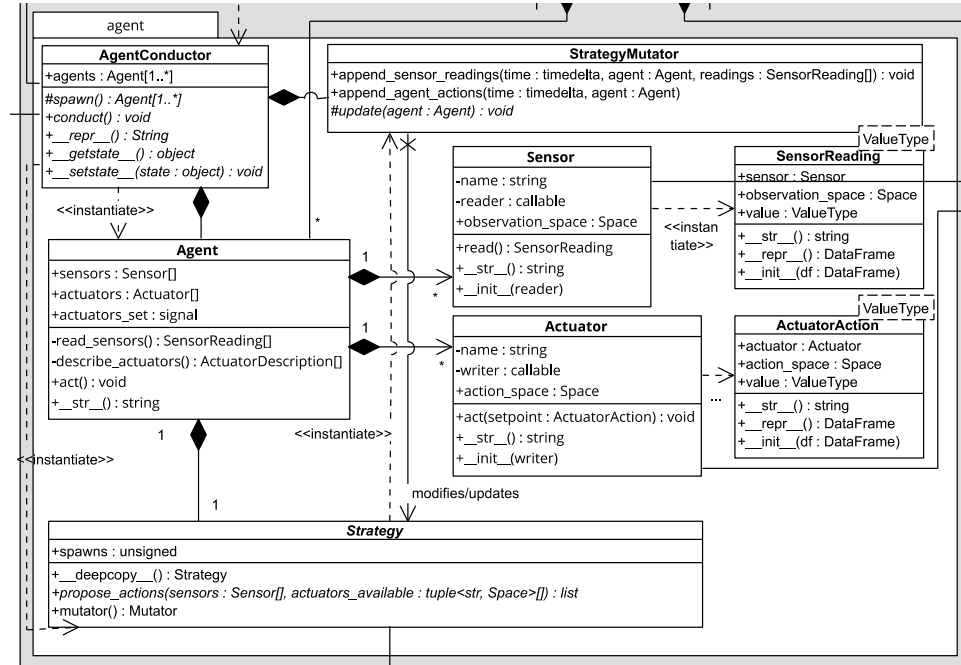 agent
AgentConductor
+agents : Agent[1..*]
#spawn() : Agent[1..*]
+conduct() : void
+__repr__() : String
+__getstate__() : object
+__setstate__(state : object) : void
StrategyMutator
+append_sensor_readings(time : timedelta, agent : Agent, readings : SensorReading[]) : void
+append_agent_actions(time : timedelta, agent : Agent)
#update(agent : Agent) : void
<<instantiate>>
*
Sensor
-name : string
-reader : callable
+observation_space : Space
+read() : SensorReading
+__str__() : string
+__init__(reader)
<<instan
tiate>>
ValueType
SensorReading
+sensor : Sensor
+observation_space : Space
+value : ValueType
+__str__() : string
+__repr__() : DataFrame
+__init__(df : DataFrame)
Agent
+sensors : Sensor[]
+actuators : Actuator[]
+actuators_set : signal
-read_sensors() : SensorReading[]
-describe_actuators() : ActuatorDescription[]
+act() : void
+__str__() : string
1
*
1
*
Actuator
-name : string
-writer : callable
+action_space : Space
+act(setpoint : ActuatorAction) : void
+__str__() : string
+__init__(writer)
...
ValueType
ActuatorAction
+actuator : Actuator
+action_space : Space
+value : ValueType
+__str__() : string
+__repr__() : DataFrame
+__init__(df : DataFrame)
1
<<instantiate>>
<<instantiate>>
1
modifies/updates
Strategy
+spawns : unsigned
+__deepcopy__() : Strategy
+propose_actions(sensors : Sensor[], actuators_available : tuple<str, Space>[]) : list
+mutator() : Mutator